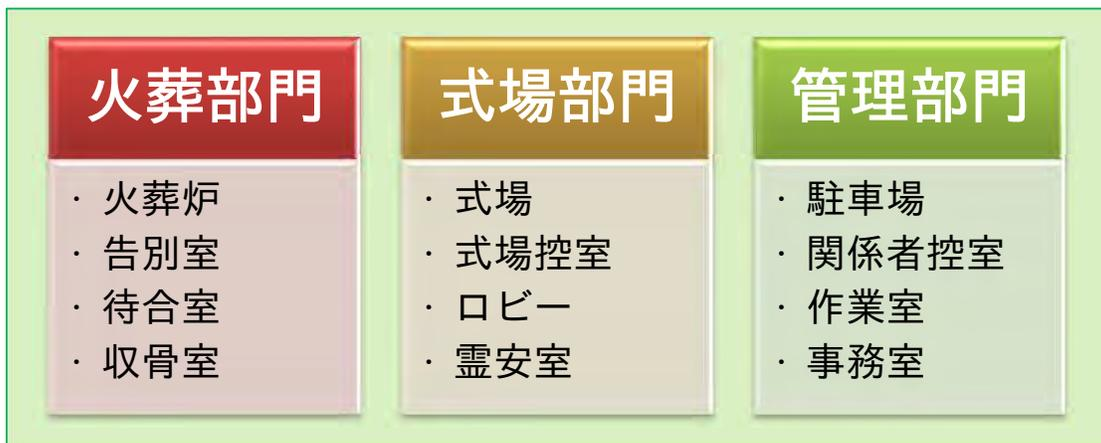 火葬部門
・ 火葬炉
・ 告別室
・ 待合室
・ 収骨室
式場部門
・ 式場
・ 式場控室
・ ロビー
・ 霊安室
管理部門
・ 駐車場
・ 関係者控室
・ 作業室
・ 事務室